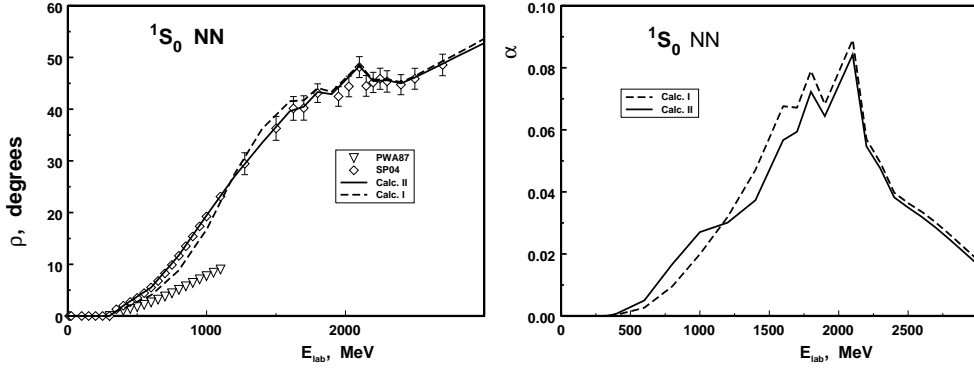 ¹S₀ NN
ρ, degrees
60
50
40
30
20
10
0
PWA87
SP04
Calc. II
Calc. I
0
1000
2000
E_lab, MeV
¹S₀ NN
α
0.10
0.08
0.06
0.04
0.02
0.00
Calc. I
Calc. II
0
500
1000
1500
2000
2500
E_lab, MeV